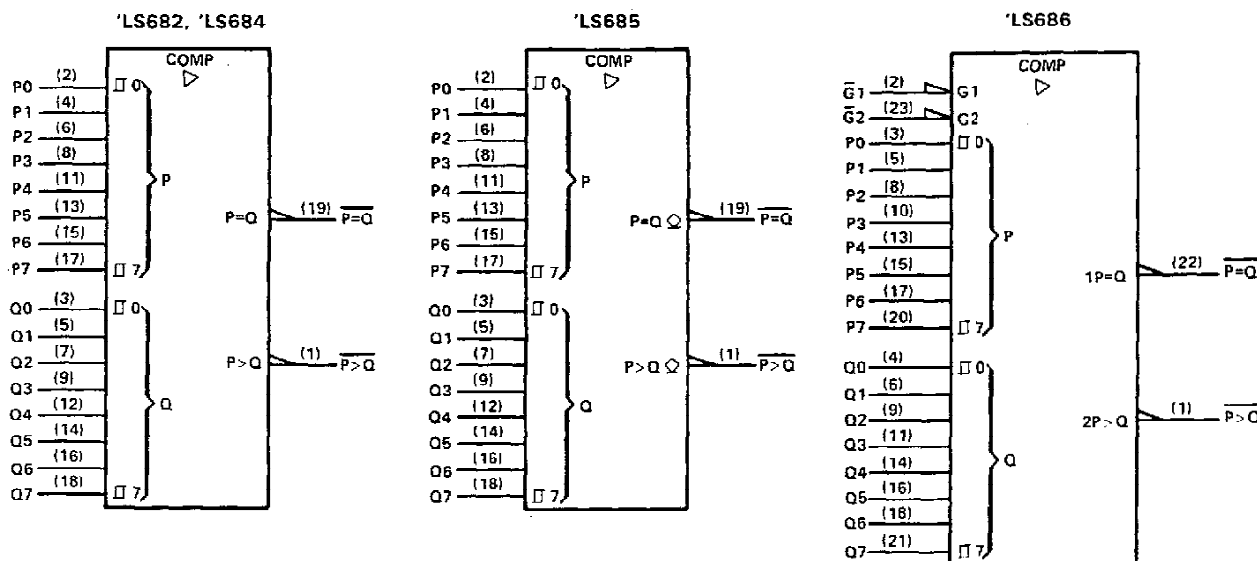 'LS682, 'LS684
COMP
P0 (2) 0
P1 (4)
P2 (6)
P3 (8)
P4 (11)
P5 (13)
P6 (15)
P7 (17) 7
P
Q0 (3) 0
Q1 (5)
Q2 (7)
Q3 (9)
Q4 (12)
Q5 (14)
Q6 (16)
Q7 (18) 7
Q
P=Q (19) P=Q
P>Q (1) P>Q
'LS685
COMP
P0 (2) 0
P1 (4)
P2 (6)
P3 (8)
P4 (11)
P5 (13)
P6 (15)
P7 (17) 7
P
Q0 (3) 0
Q1 (5)
Q2 (7)
Q3 (9)
Q4 (12)
Q5 (14)
Q6 (16)
Q7 (18) 7
Q
P=Q (19) P=Q
P>Q (1) P>Q
'LS686
COMP
G1 (2) G1
G2 (23) G2
P0 (3) 0
P1 (5)
P2 (8)
P3 (10)
P4 (13)
P5 (15)
P6 (17)
P7 (20) 7
P
Q0 (4) 0
Q1 (6)
Q2 (9)
Q3 (11)
Q4 (14)
Q5 (16)
Q6 (18)
Q7 (21) 7
Q
1P=Q (22) P=Q
2P>Q (1) P>Q